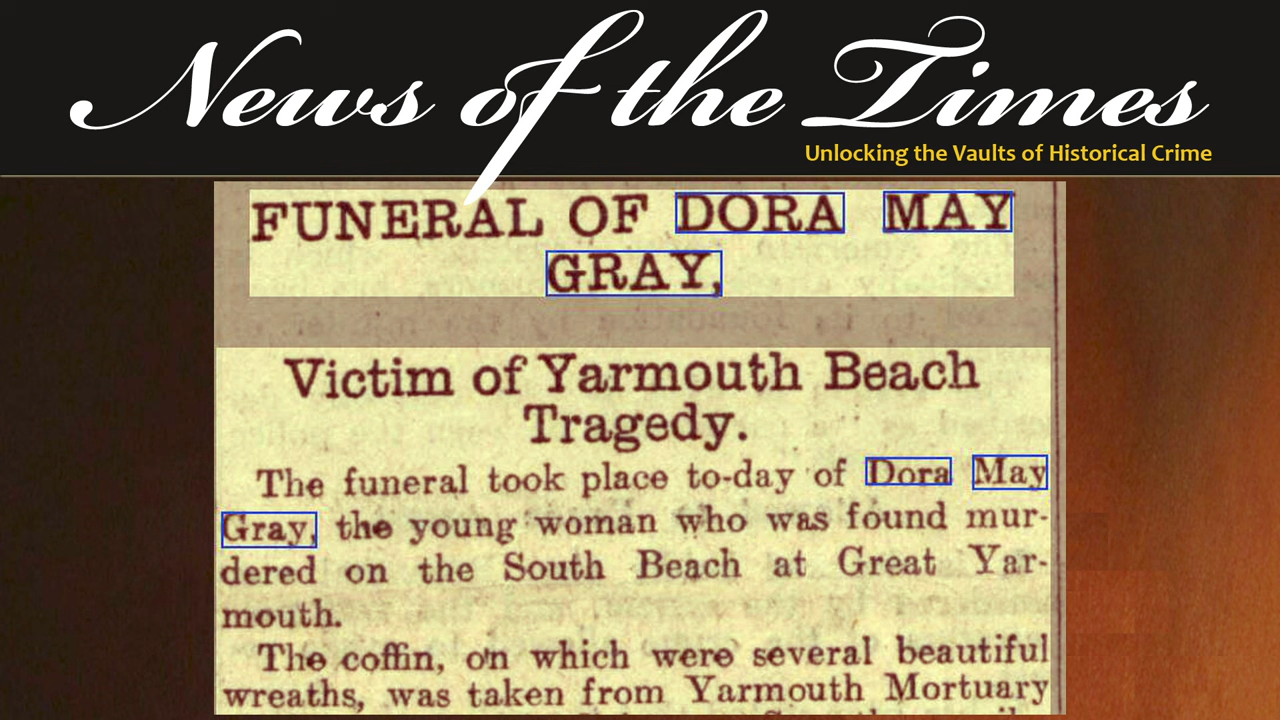 News of the Times
Unlocking the Vaults of Historical Crime
FUNERAL OF DORA MAY
GRAY,
Victim of Yarmouth Beach
Tragedy.
The funeral took place to-day of Dora May
Gray, the young woman who was found mur-
dered on the South Beach at Great Yar-
mouth.
The coffin, on which were several beautiful
wreaths, was taken from Yarmouth Mortuary